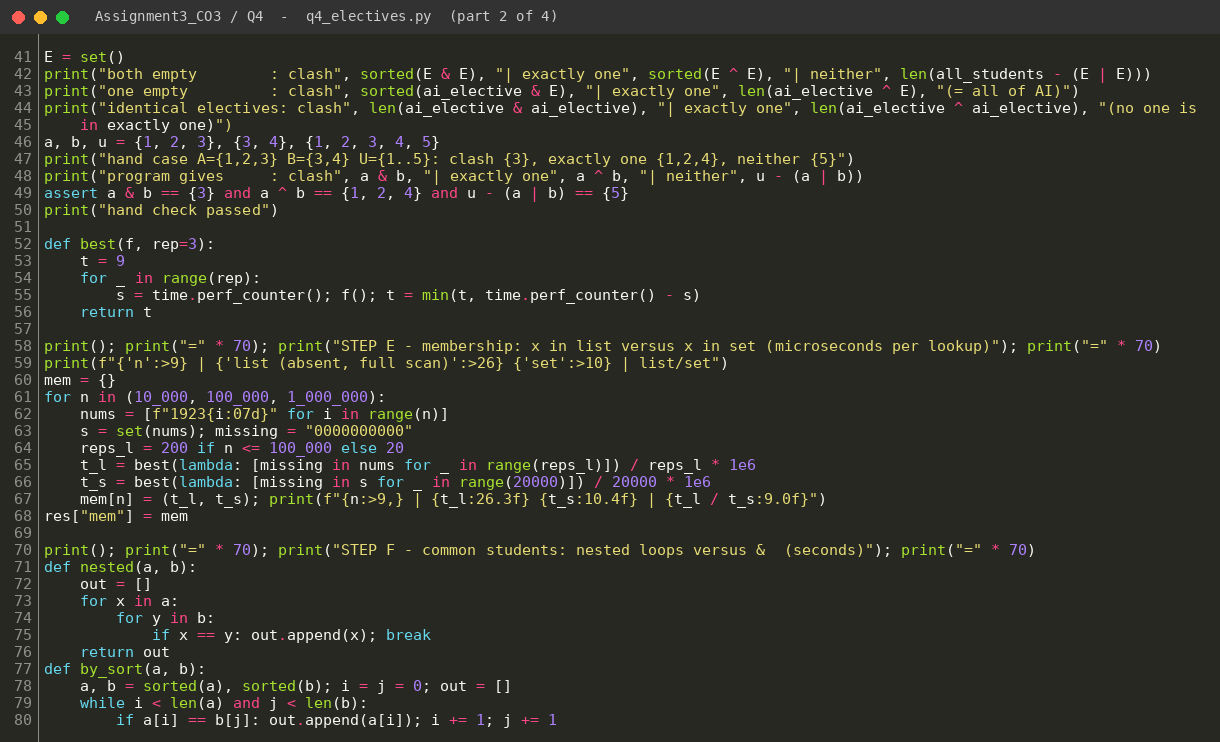 Assignment3_CO3 / Q4  -  q4_electives.py  (part 2 of 4)
41 E = set()
42 print("both empty        : clash", sorted(E & E), "| exactly one", sorted(E ^ E), "| neither", len(all_students - (E | E)))
43 print("one empty         : clash", sorted(ai_elective & E), "| exactly one", len(ai_elective ^ E), "(= all of AI)")
44 print("identical electives: clash", len(ai_elective & ai_elective), "| exactly one", len(ai_elective ^ ai_elective), "(no one is
45     in exactly one)")
46 a, b, u = {1, 2, 3}, {3, 4}, {1, 2, 3, 4, 5}
47 print("hand case A={1,2,3} B={3,4} U={1..5}: clash {3}, exactly one {1,2,4}, neither {5}")
48 print("program gives     : clash", a & b, "| exactly one", a ^ b, "| neither", u - (a | b))
49 assert a & b == {3} and a ^ b == {1, 2, 4} and u - (a | b) == {5}
50 print("hand check passed")
51
52 def best(f, rep=3):
53     t = 9
54     for _ in range(rep):
55         s = time.perf_counter(); f(); t = min(t, time.perf_counter() - s)
56     return t
57
58 print(); print("=" * 70); print("STEP E - membership: x in list versus x in set (microseconds per lookup)"); print("=" * 70)
59 print(f"{'n':>9} | {'list (absent, full scan)':>26} {'set':>10} | list/set")
60 mem = {}
61 for n in (10_000, 100_000, 1_000_000):
62     nums = [f"1923{i:07d}" for i in range(n)]
63     s = set(nums); missing = "0000000000"
64     reps_l = 200 if n <= 100_000 else 20
65     t_l = best(lambda: [missing in nums for _ in range(reps_l)]) / reps_l * 1e6
66     t_s = best(lambda: [missing in s for _ in range(20000)]) / 20000 * 1e6
67     mem[n] = (t_l, t_s); print(f"{n:>9,} | {t_l:26.3f} {t_s:10.4f} | {t_l / t_s:9.0f}")
68 res["mem"] = mem
69
70 print(); print("=" * 70); print("STEP F - common students: nested loops versus &  (seconds)"); print("=" * 70)
71 def nested(a, b):
72     out = []
73     for x in a:
74         for y in b:
75             if x == y: out.append(x); break
76     return out
77 def by_sort(a, b):
78     a, b = sorted(a), sorted(b); i = j = 0; out = []
79     while i < len(a) and j < len(b):
80         if a[i] == b[j]: out.append(a[i]); i += 1; j += 1